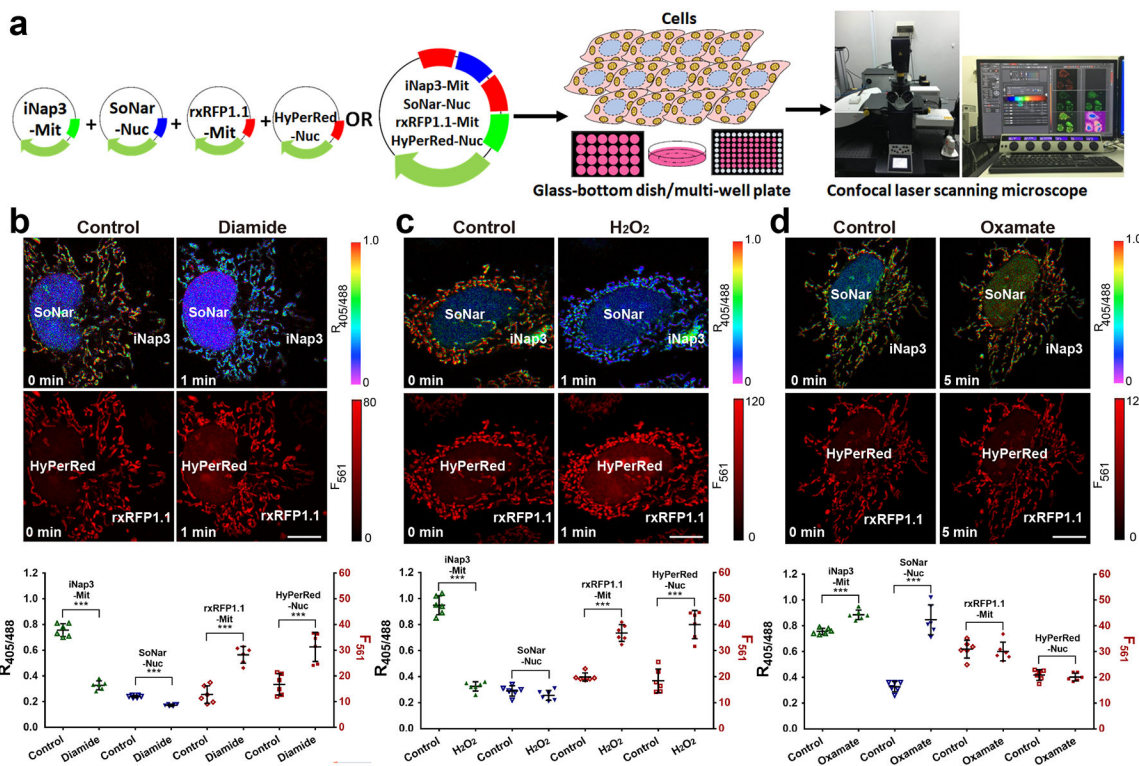 a
Cells
iNap3
-Mit
+
SoNar
-Nuc
+
rxRFP1.1
-Mit
+
HyPerRed
-Nuc
OR
iNap3-Mit
SoNar-Nuc
rxRFP1.1-Mit
HyPerRed-Nuc
Glass-bottom dish/multi-well plate
Confocal laser scanning microscope
b
Control
Diamide
SoNar
iNap3
0 min
SoNar
iNap3
1 min
1.0
R405/488
0
HyPerRed
0 min
HyPerRed
rxRFP1.1
1 min
80
F561
0
c
Control
H2O2
SoNar
iNap3
0 min
SoNar
iNap3
1 min
1.0
R405/488
0
HyPerRed
rxRFP1.1
0 min
HyPerRed
rxRFP1.1
1 min
120
F561
0
d
Control
Oxamate
SoNar
iNap3
0 min
SoNar
iNap3
5 min
1.0
R405/488
0
HyPerRed
rxRFP1.1
0 min
HyPerRed
rxRFP1.1
5 min
F561
0
R405/488
1.2
1.0
0.8
0.6
0.4
0.2
0.0
iNap3
-Mit
***
SoNar
-Nuc
***
rxRFP1.1
-Mit
***
HyPerRed
-Nuc
***
60
50
40
30
20
10
0
F561
Control
Diamide
Control
Diamide
Control
Diamide
Control
Diamide
R405/488
1.2
1.0
0.8
0.6
0.4
0.2
0.0
iNap3
-Mit
***
SoNar
-Nuc
rxRFP1.1
-Mit
***
HyPerRed
-Nuc
***
60
50
40
30
20
10
0
F561
Control
H2O2
Control
H2O2
Control
H2O2
Control
H2O2
R405/488
1.2
1.0
0.8
0.6
0.4
0.2
0.0
iNap3
-Mit
***
SoNar
-Nuc
***
rxRFP1.1
-Mit
HyPerRed
-Nuc
60
50
40
30
20
10
0
F561
Control
Oxamate
Control
Oxamate
Control
Oxamate
Control
Oxamate